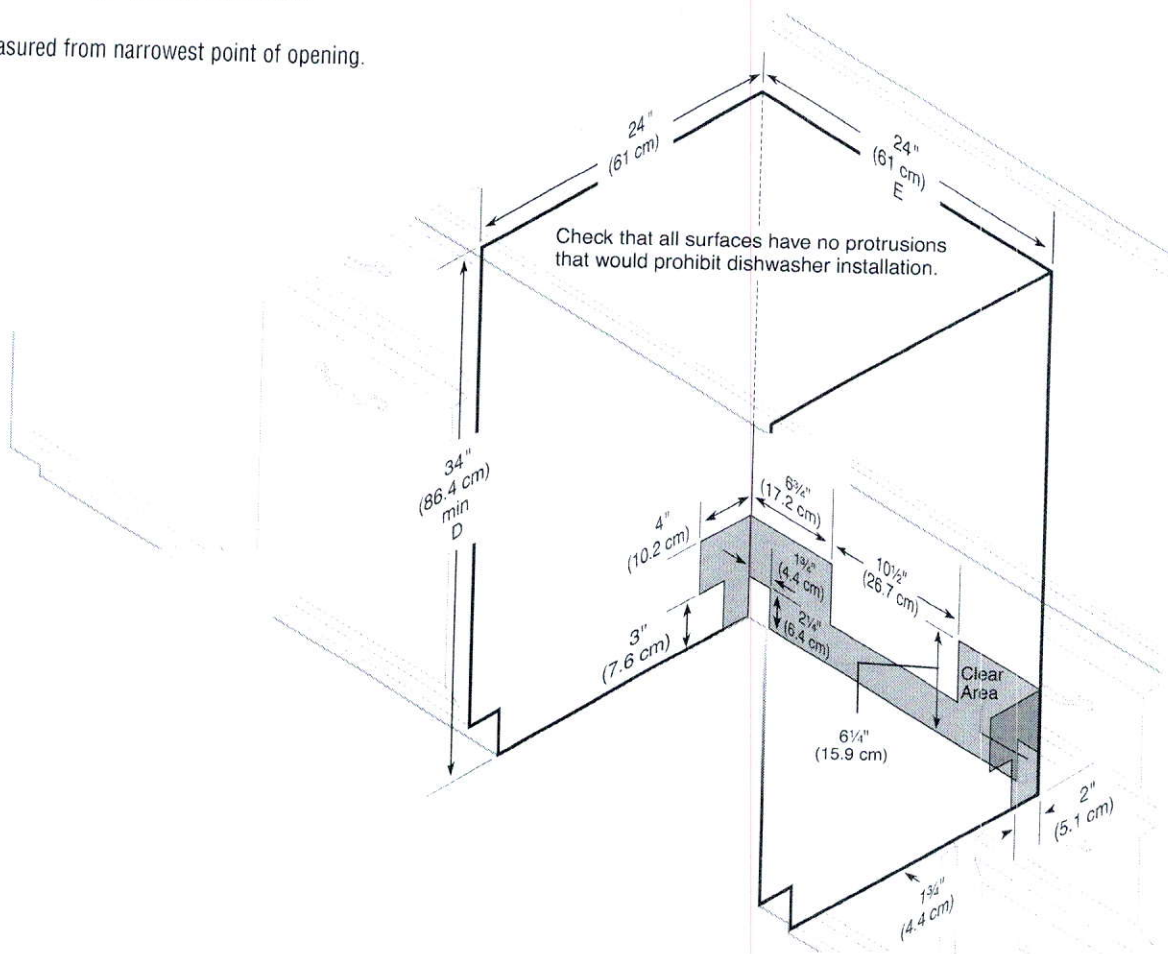 asured from narrowest point of opening.
24"
(61 cm)
24"
(61 cm)
E
Check that all surfaces have no protrusions
that would prohibit dishwasher installation.
34"
(86.4 cm)
min
D
4"
(10.2 cm)
6¾"
(17.2 cm)
1¾"
(4.4 cm)
10½"
(26.7 cm)
3"
(7.6 cm)
2¼"
(6.4 cm)
Clear
Area
6¼"
(15.9 cm)
2"
(5.1 cm)
1¾"
(4.4 cm)